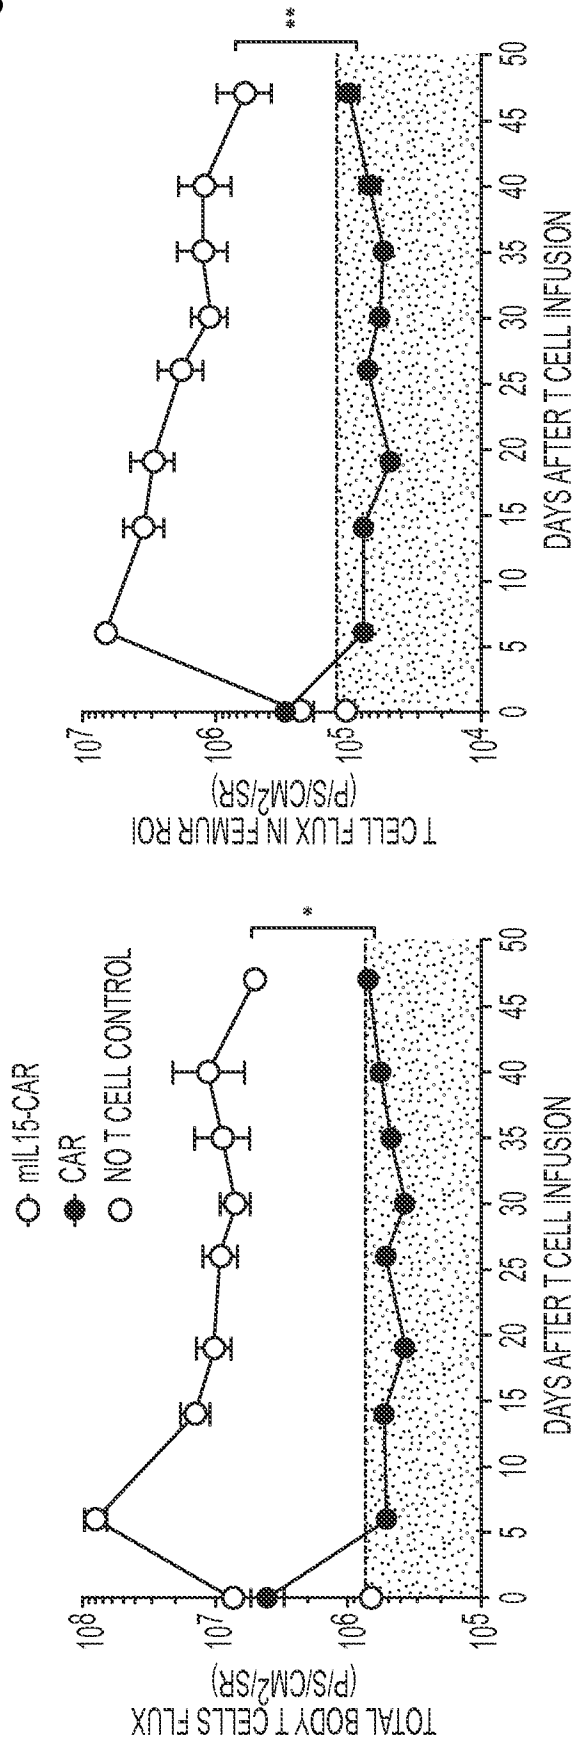 mIL15-CAR
CAR
NO T CELL CONTROL
TOTAL BODY T CELLS FLUX
(P/S/CM²/SR)
10⁸
10⁷
10⁶
10⁵
*
0 5 10 15 20 25 30 35 40 45 50
DAYS AFTER T CELL INFUSION
T CELL FLUX IN FEMUR ROI
(P/S/CM²/SR)
10⁷
10⁶
10⁵
10⁴
**
0 5 10 15 20 25 30 35 40 45 50
DAYS AFTER T CELL INFUSION